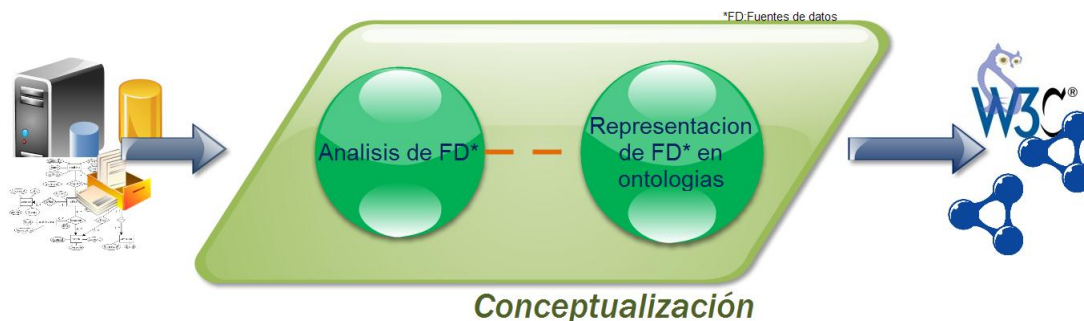 *FD:Fuentes de datos
Analisis de FD*
Representacion
de FD* en
ontologias
W3C®
Conceptualización